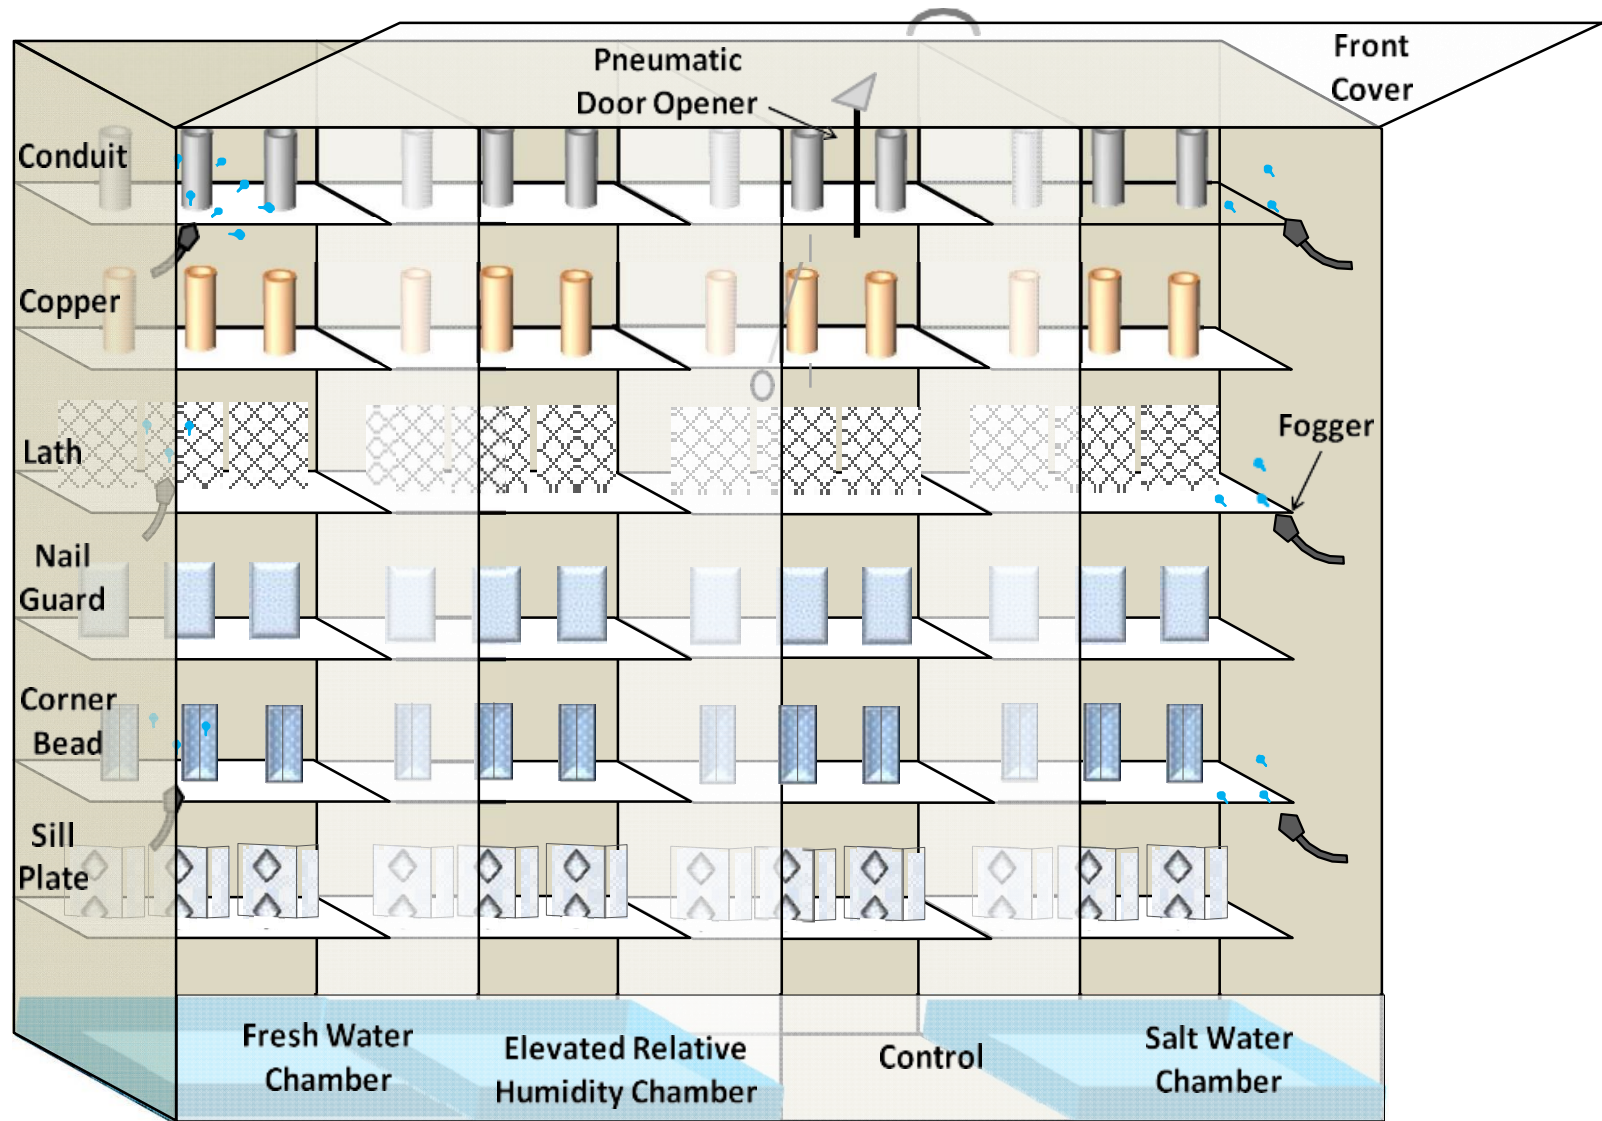 Front
Cover
Pneumatic
Door Opener
Conduit
Copper
Lath
Fogger
Nail
Guard
Corner
Bead
Sill
Plate
Fresh Water
Chamber
Elevated Relative
Humidity Chamber
Control
Salt Water
Chamber